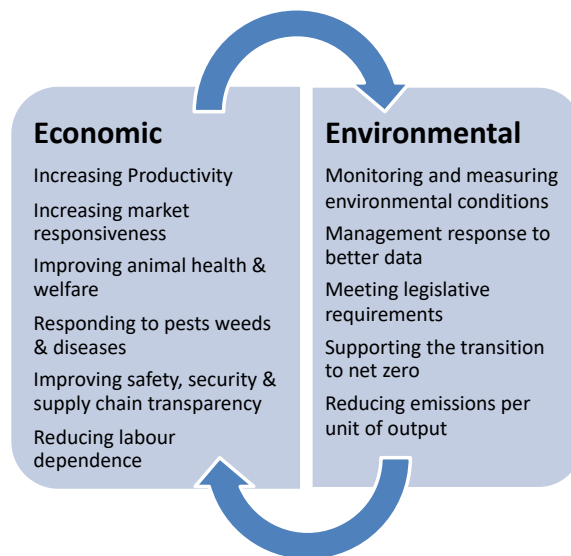 Economic
Increasing Productivity
Increasing market
responsiveness
Improving animal health &
welfare
Responding to pests weeds
& diseases
Improving safety, security &
supply chain transparency
Reducing labour
dependence
Environmental
Monitoring and measuring
environmental conditions
Management response to
better data
Meeting legislative
requirements
Supporting the transition
to net zero
Reducing emissions per
unit of output